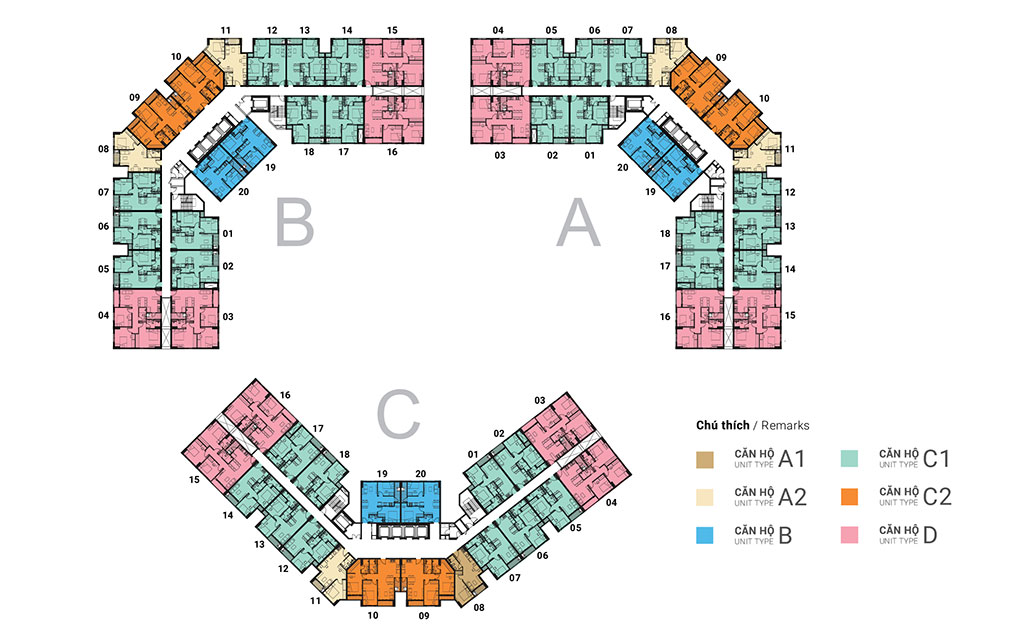 11 12 13 14 15
10
09
08
07
06
05
04
18 17 16
19
20
01
02
03
B
04 05 06 07 08
09
10
11
12
13
14
15
03 02 01
20
19
18
17
16
A
C
16
17
18
19 20
01
02
03
15
14
13
12
11
10 09
08
07
06
05
04
Chú thích / Remarks
CĂN HỘ
UNIT TYPE A1
CĂN HỘ
UNIT TYPE C1
CĂN HỘ
UNIT TYPE A2
CĂN HỘ
UNIT TYPE C2
CĂN HỘ
UNIT TYPE B
CĂN HỘ
UNIT TYPE D